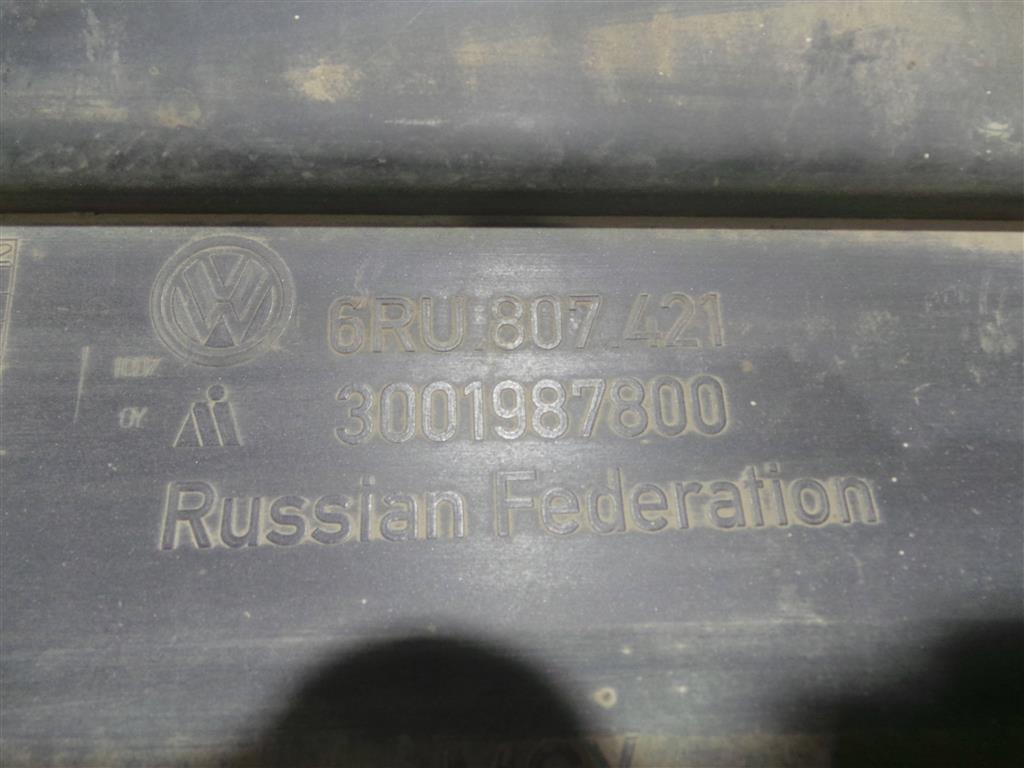 6RU.807.421
3001987800
Russian Federation